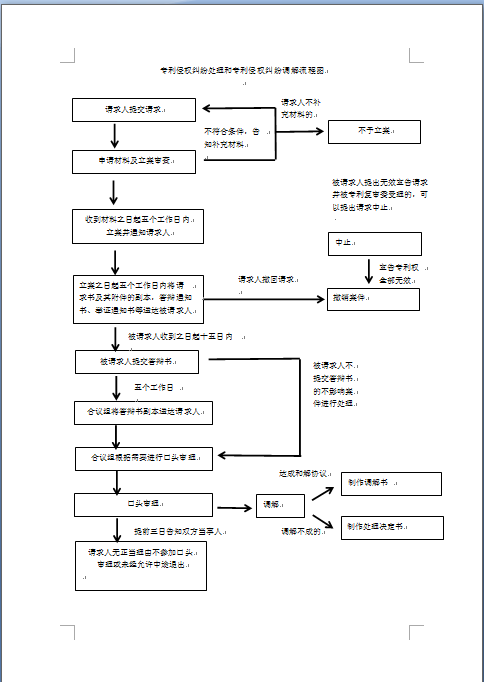 专利侵权纠纷处理和专利侵权纠纷调解流程图
请求人提交请求
请求人不补
充材料的
不符合条件,告
知补充材料
不予立案
申请材料及立案审查
被请求人提出无效宣告请求
并被专利复审委受理的,可
以提出请求中止
收到材料之日起五个工作日内
立案并通知请求人
中止
宣告专利权
全部无效
立案之日起五个工作日内将请
求书及其附件的副本,答辩通知
书、举证通知书等送达被请求人
请求人撤回请求
撤销案件
被请求人收到之日起十五日内
被请求人提交答辩书
被请求人不
提交答辩书
的不影响案
件进行处理
五个工作日
合议组将答辩书副本送达请求人
合议组根据需要进行口头审理
达成和解协议
制作调解书
口头审理
调解
调解不成的
制作处理决定书
提前三日告知双方当事人
请求人无正当理由不参加口头
审理或未经允许中途退出